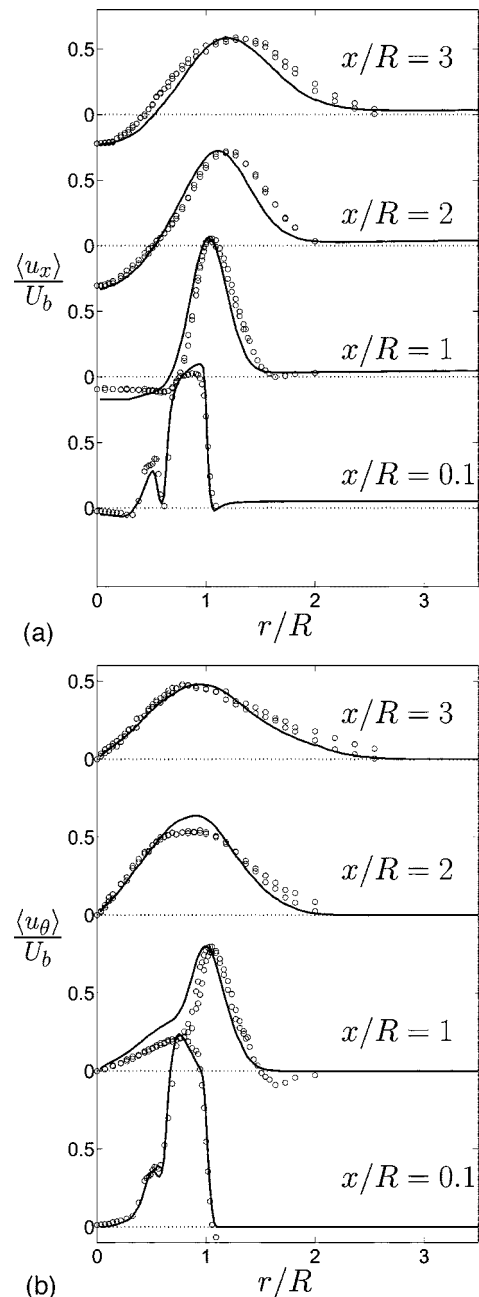 0.5
x/R = 3
0
x/R = 2
0
⟨u_x⟩
U_b
0.5
x/R = 1
0
0.5
x/R = 0.1
0
0 1 2 3
(a)
r/R
0.5
x/R = 3
0
0.5
x/R = 2
0
⟨u_θ⟩
U_b
0.5
x/R = 1
0
0.5
x/R = 0.1
0
0 1 2 3
(b)
r/R